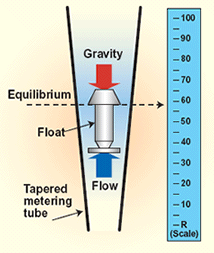 Gravity
Equilibrium
Float
Flow
Tapered
metering
tube
100
90
80
70
60
50
40
30
20
10
R
(Scale)